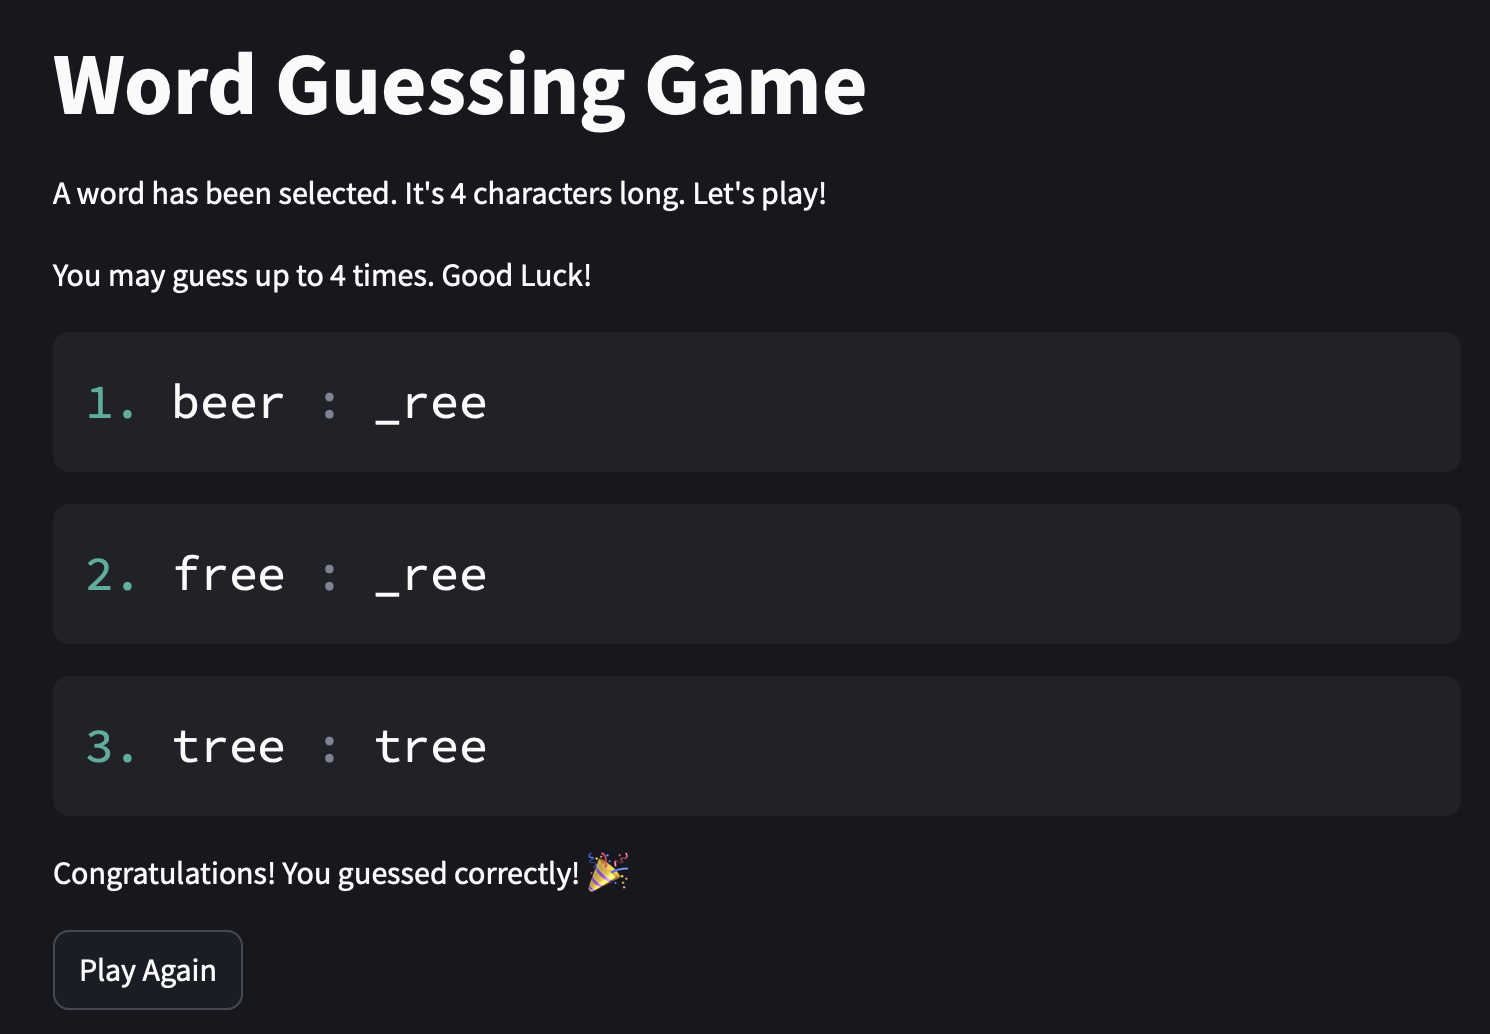 Word Guessing Game
A word has been selected. It's 4 characters long. Let's play!
You may guess up to 4 times. Good Luck!
1. beer : _ree
2. free : _ree
3. tree : tree
Congratulations! You guessed correctly! 🎉
Play Again